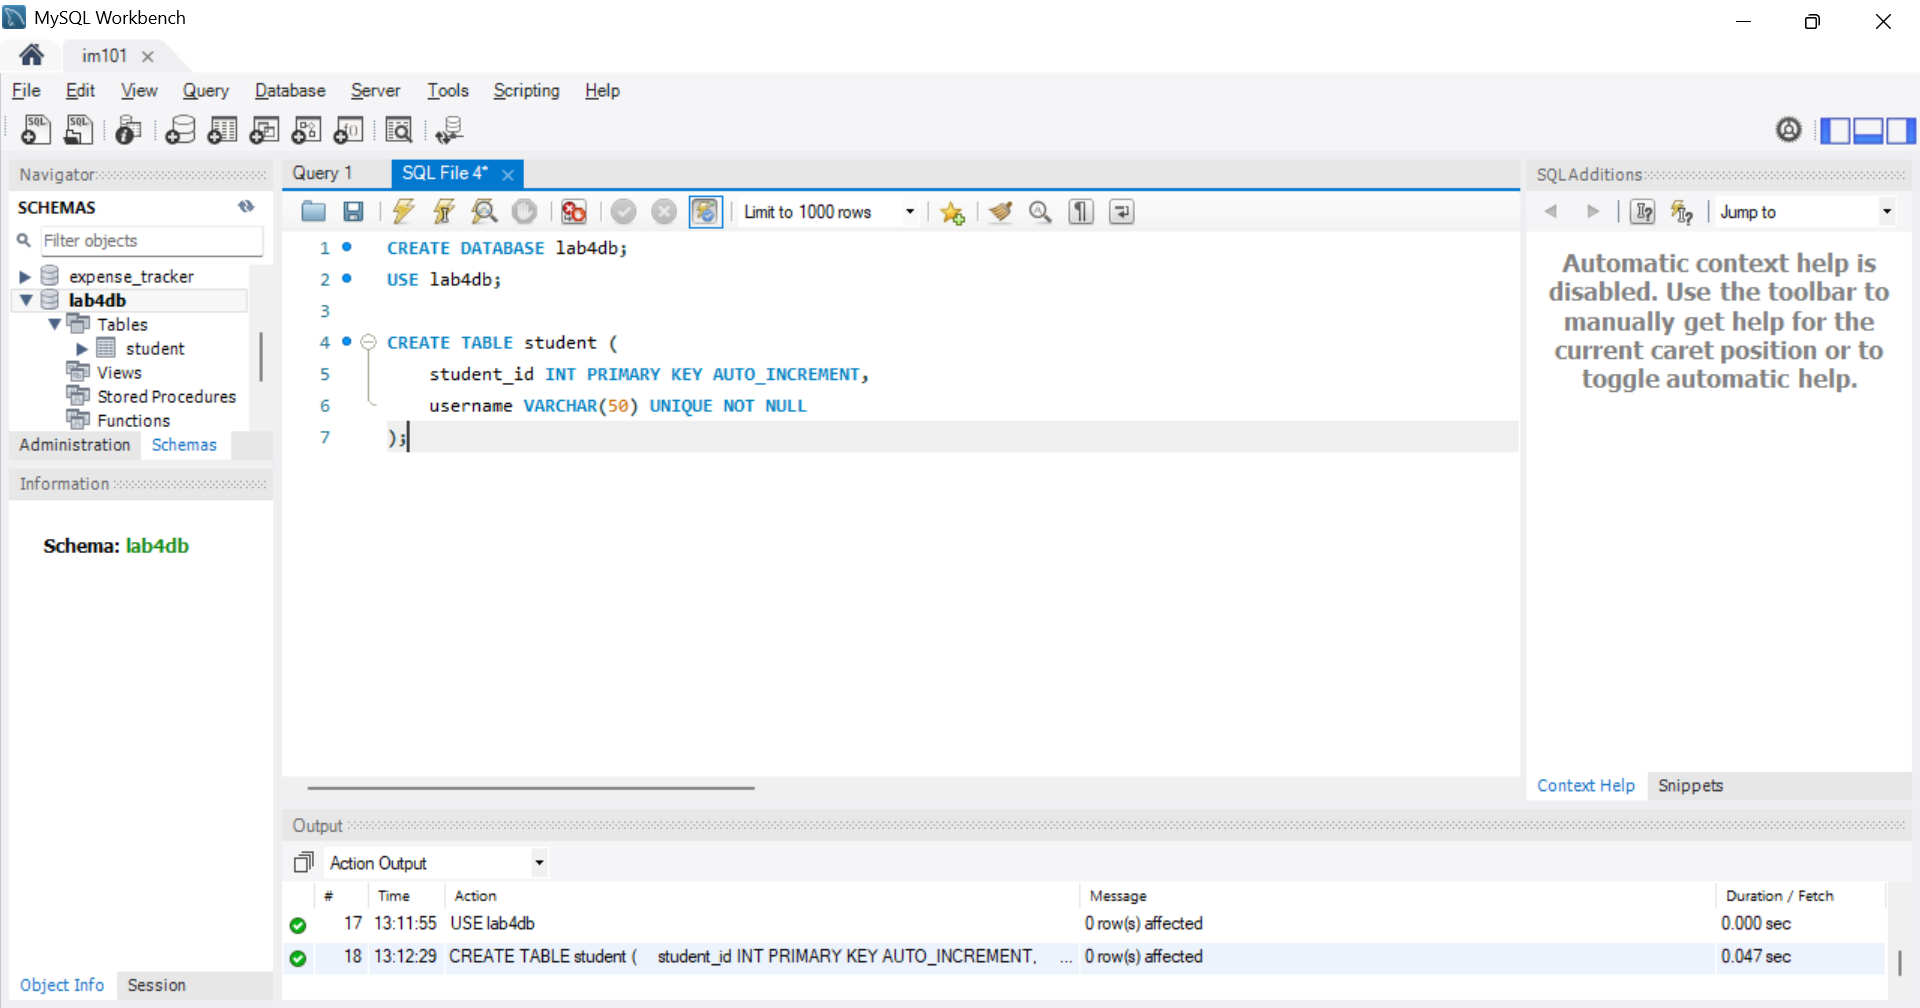 MySQL Workbench
im101
File Edit View Query Database Server Tools Scripting Help
Navigator
SCHEMAS
Filter objects
expense_tracker
lab4db
Tables
student
Views
Stored Procedures
Functions
Administration Schemas
Information
Schema: lab4db
Object Info Session
Query 1 SQL File 4*
Limit to 1000 rows
1 CREATE DATABASE lab4db;
2 USE lab4db;
3
4 CREATE TABLE student (
5 student_id INT PRIMARY KEY AUTO_INCREMENT,
6 username VARCHAR(50) UNIQUE NOT NULL
7 );
SQLAdditions
Jump to
Automatic context help is
disabled. Use the toolbar to
manually get help for the
current caret position or to
toggle automatic help.
Context Help Snippets
Output
Action Output
# Time Action Message Duration / Fetch
17 13:11:55 USE lab4db 0 row(s) affected 0.000 sec
18 13:12:29 CREATE TABLE student ( student_id INT PRIMARY KEY AUTO_INCREMENT, ... 0 row(s) affected 0.047 sec